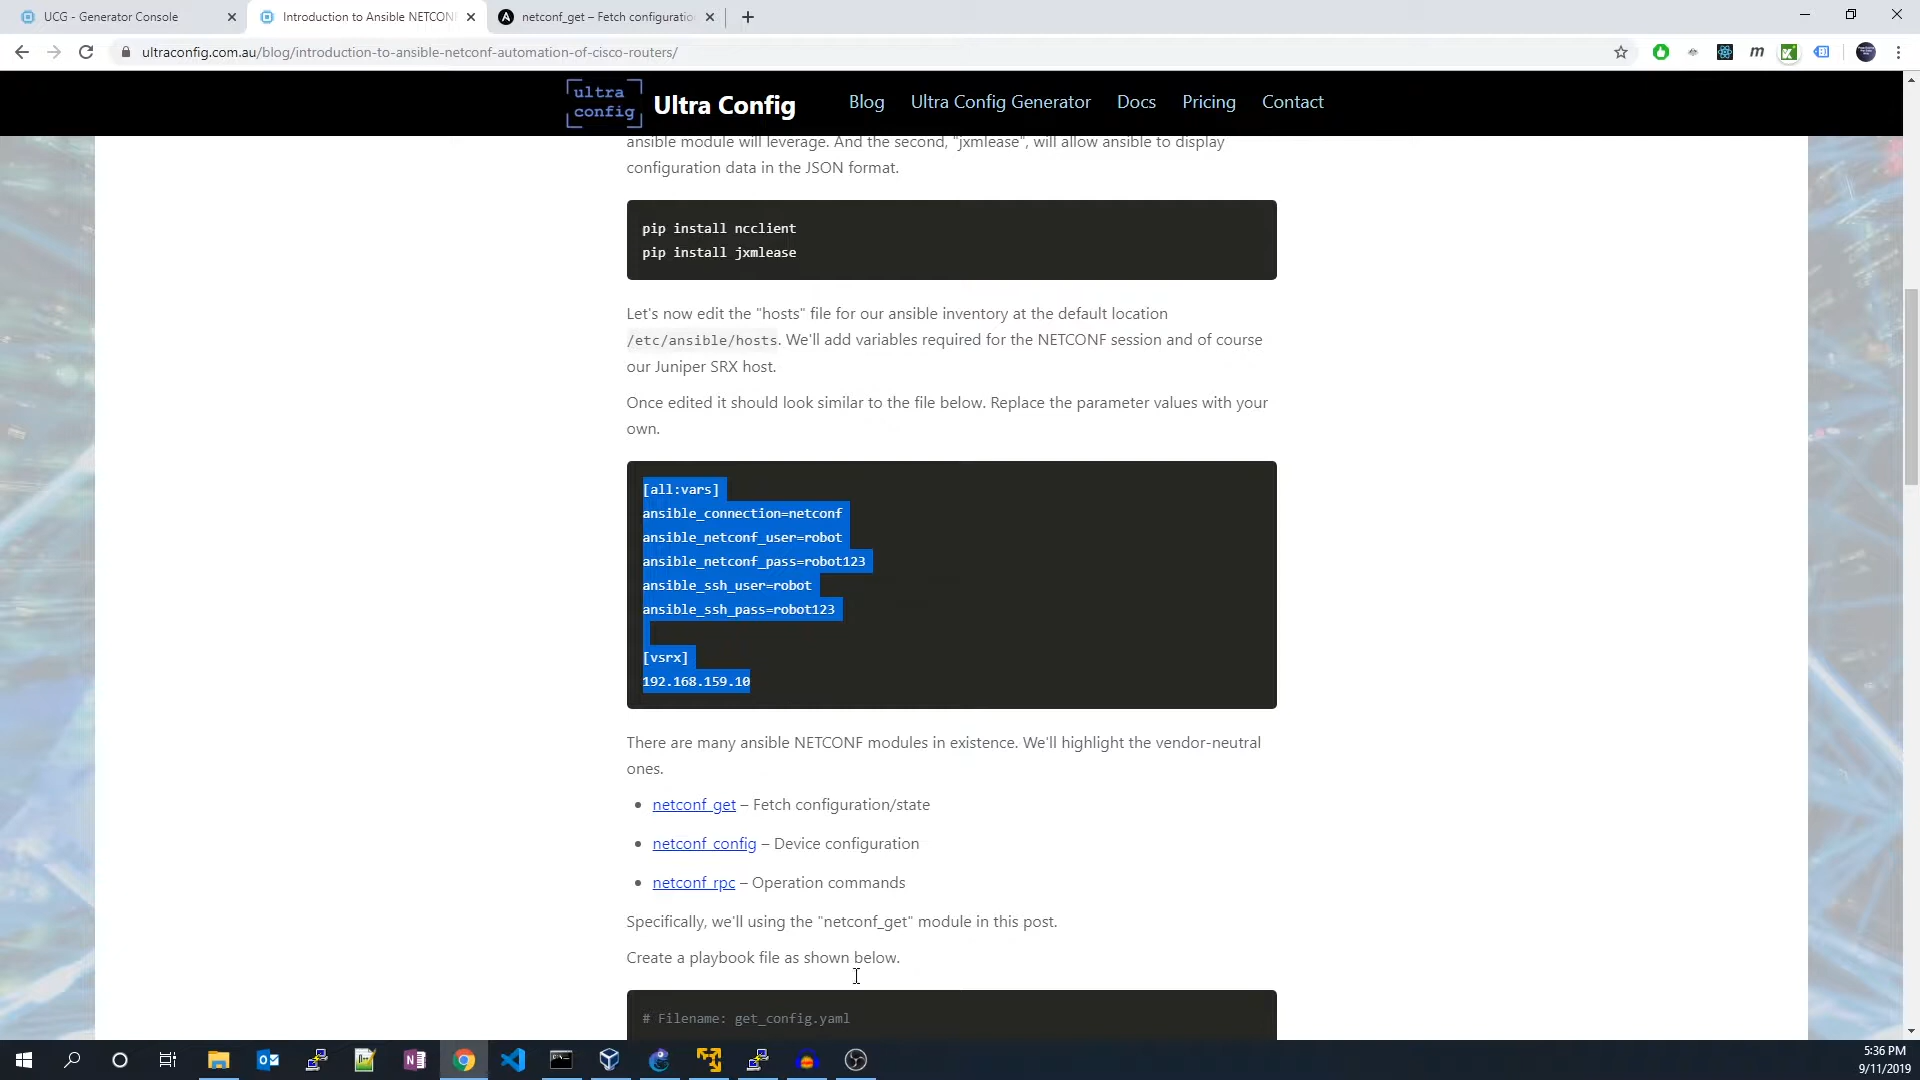 UCG - Generator Console
Introduction to Ansible NETCONF
netconf_get – Fetch configuratio
ultraconfig.com.au/blog/introduction-to-ansible-netconf-automation-of-cisco-routers/
ultra
config
Ultra Config
Blog
Ultra Config Generator
Docs
Pricing
Contact
ansible module will leverage. And the second, "jxmlease", will allow ansible to display
configuration data in the JSON format.
pip install ncclient
pip install jxmlease
Let's now edit the "hosts" file for our ansible inventory at the default location
/etc/ansible/hosts. We'll add variables required for the NETCONF session and of course
our Juniper SRX host.
Once edited it should look similar to the file below. Replace the parameter values with your
own.
[all:vars]
ansible_connection=netconf
ansible_netconf_user=robot
ansible_netconf_pass=robot123
ansible_ssh_user=robot
ansible_ssh_pass=robot123
[vsrx]
192.168.159.10
There are many ansible NETCONF modules in existence. We'll highlight the vendor-neutral
ones.
• netconf_get – Fetch configuration/state
• netconf_config – Device configuration
• netconf_rpc – Operation commands
Specifically, we'll using the "netconf_get" module in this post.
Create a playbook file as shown below.
# Filename: get_config.yaml
5:36 PM
9/11/2019